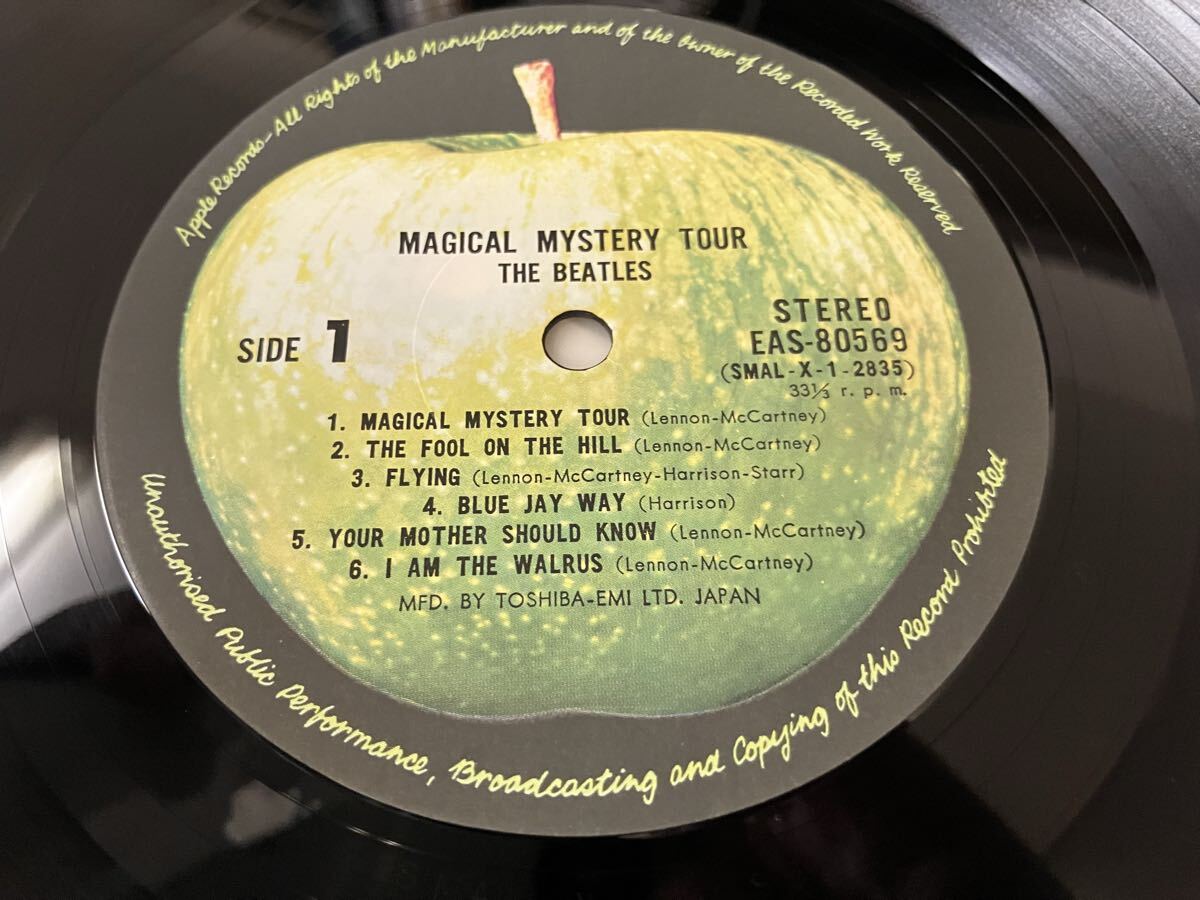 Apple Records-All Rights of the Manufacturer and of the Owner of the Recorded Work Reserved
MAGICAL MYSTERY TOUR
THE BEATLES
SIDE 1
STEREO
EAS-80569
(SMAL-X-1-2835)
33⅓ r. p. m.
1. MAGICAL MYSTERY TOUR (Lennon-McCartney)
2. THE FOOL ON THE HILL (Lennon-McCartney)
3. FLYING (Lennon-McCartney-Harrison-Starr)
4. BLUE JAY WAY (Harrison)
5. YOUR MOTHER SHOULD KNOW (Lennon-McCartney)
6. I AM THE WALRUS (Lennon-McCartney)
MFD. BY TOSHIBA-EMI LTD. JAPAN
Unauthorised Public Performance, Broadcasting and Copying of this Record Prohibited